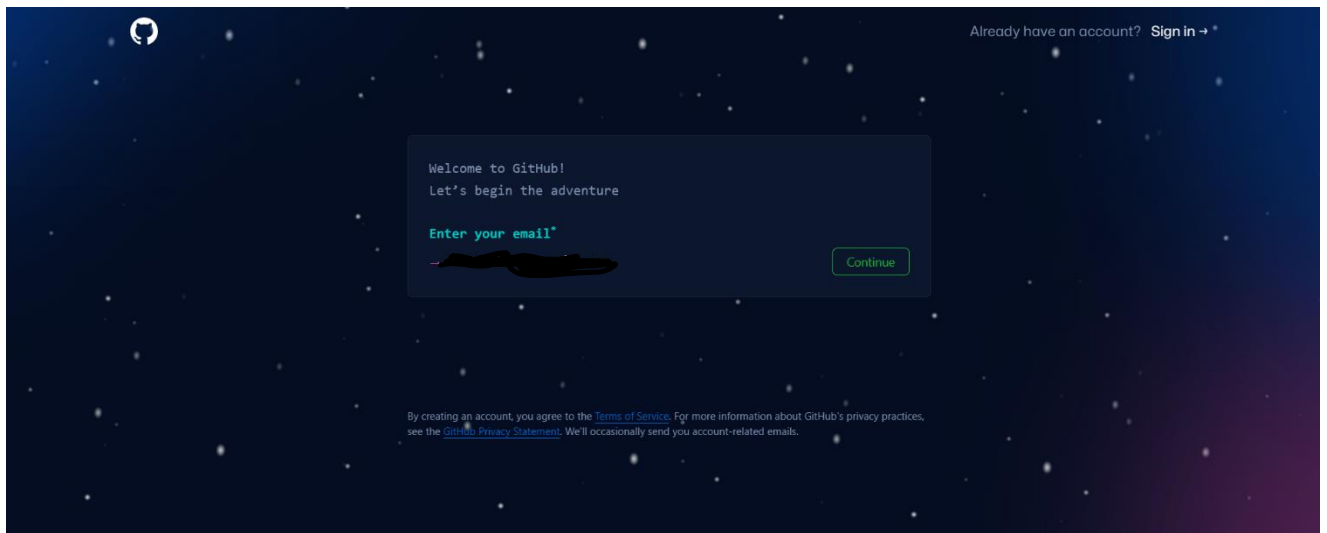 Already have an account? Sign in →
Welcome to GitHub!
Let's begin the adventure
Enter your email*
Continue
By creating an account, you agree to the Terms of Service. For more information about GitHub's privacy practices,
see the GitHub Privacy Statement. We'll occasionally send you account-related emails.